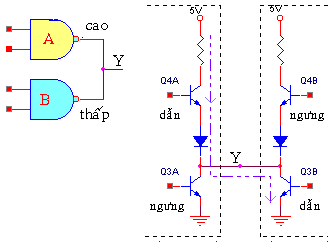 cao
A
Y
B
thấp
5V
5V
Q4A
Q4B
dẫn
ngưng
Y
Q3A
Q3B
ngưng
dẫn